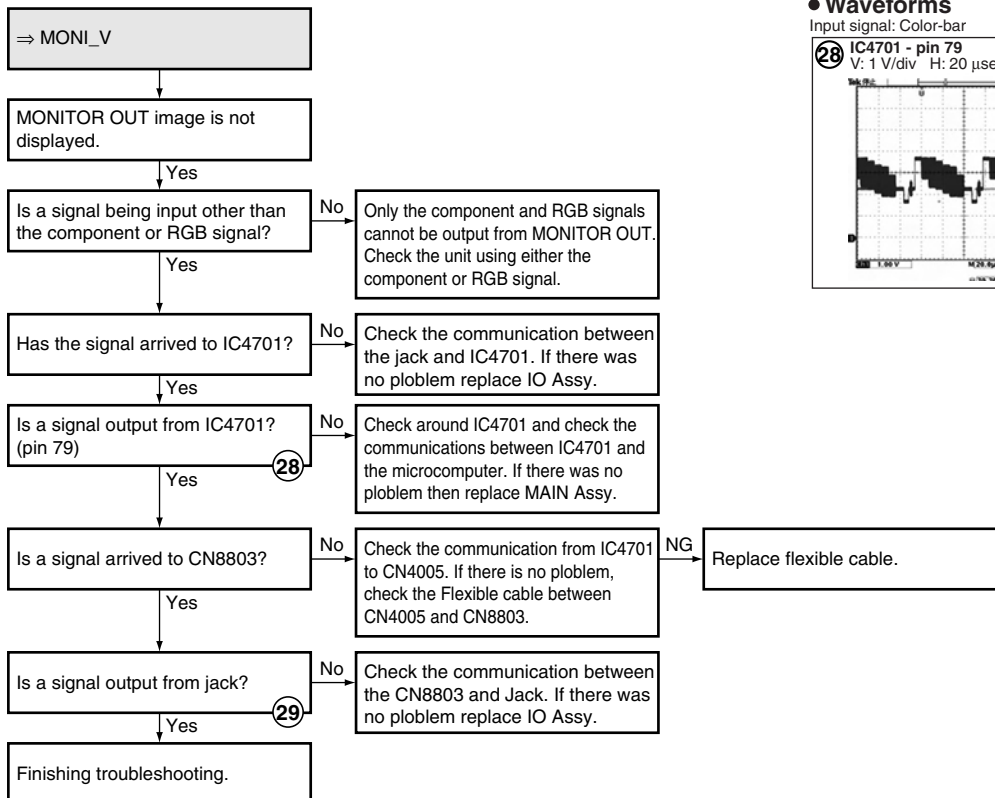 ⇒ MONI_V
MONITOR OUT image is not
displayed.
Yes
Is a signal being input other than
the component or RGB signal?
No
Only the component and RGB signals
cannot be output from MONITOR OUT.
Check the unit using either the
component or RGB signal.
Yes
Has the signal arrived to IC4701?
No
Check the communication between
the jack and IC4701. If there was
no ploblem replace IO Assy.
Yes
Is a signal output from IC4701?
(pin 79)
28
No
Check around IC4701 and check the
communications between IC4701 and
the microcomputer. If there was no
ploblem then replace MAIN Assy.
Yes
Is a signal arrived to CN8803?
No
Check the communication from IC4701
to CN4005. If there is no ploblem,
check the Flexible cable between
CN4005 and CN8803.
NG
Replace flexible cable.
Yes
Is a signal output from jack?
29
No
Check the communication between
the CN8803 and Jack. If there was
no ploblem replace IO Assy.
Yes
Finishing troubleshooting.
• Waveforms
Input signal: Color-bar
28 IC4701 - pin 79
V: 1 V/div H: 20 µse
Tek
1.00 V